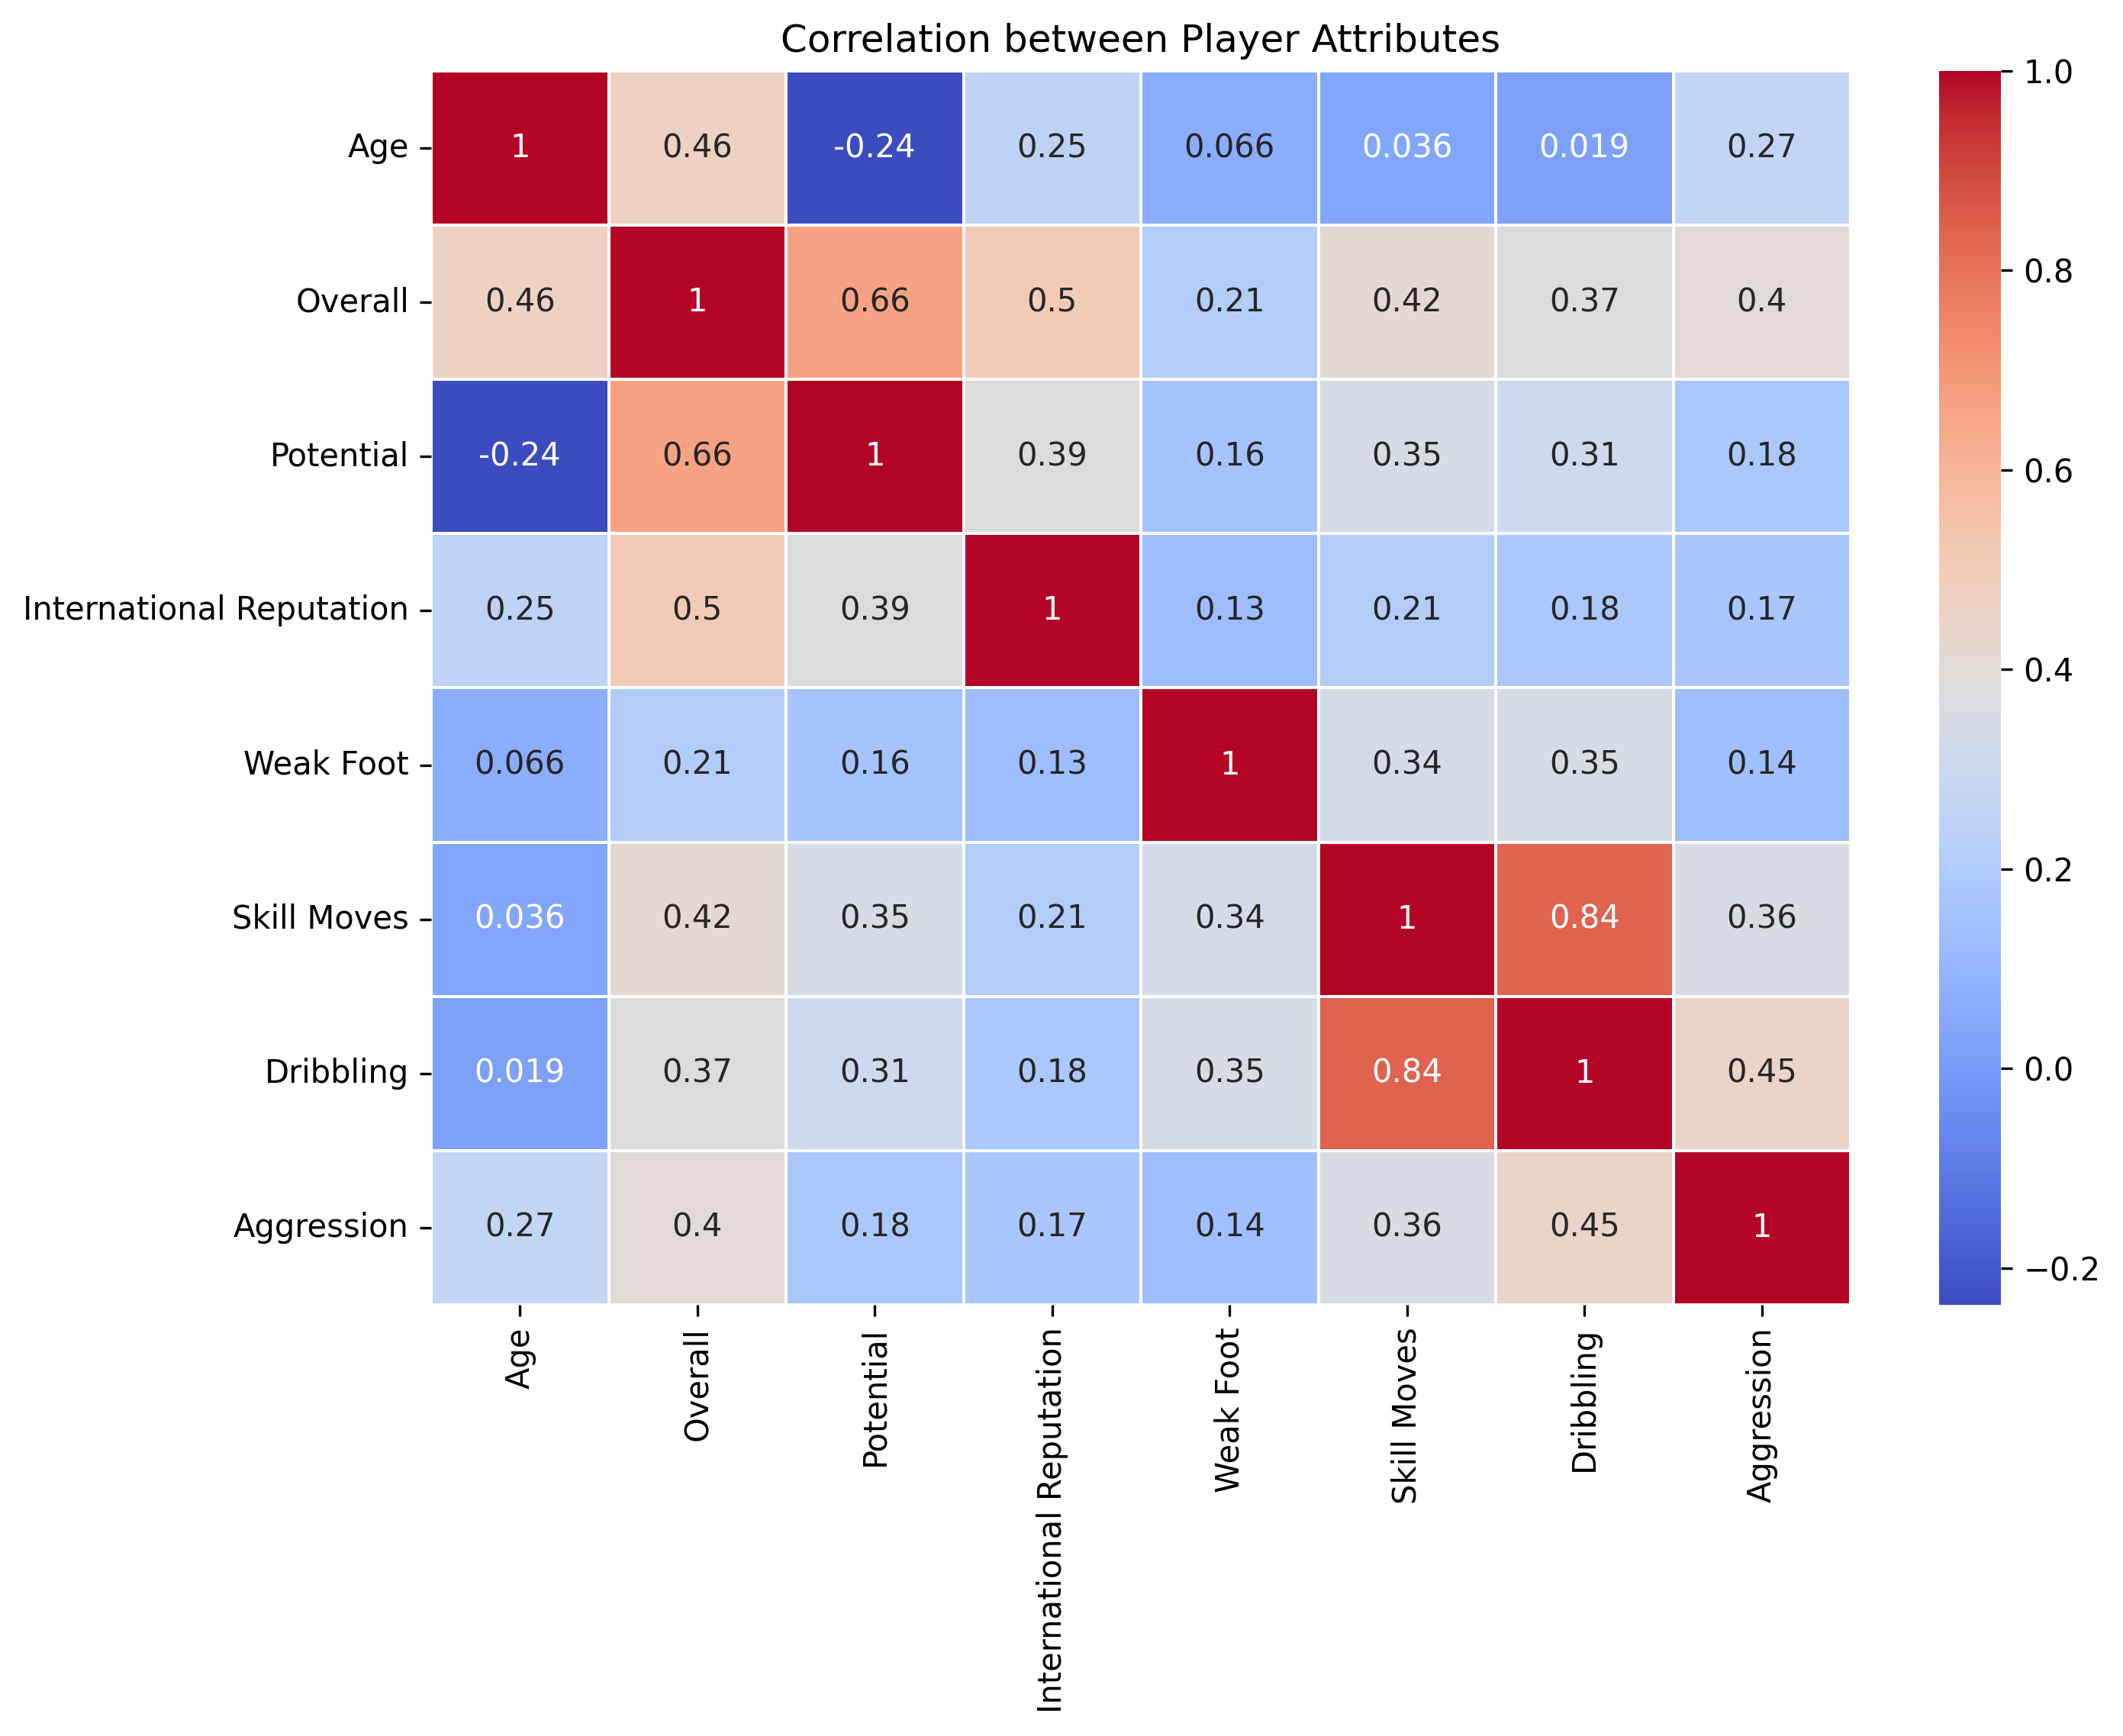 Correlation between Player Attributes
Age 1 0.46 -0.24 0.25 0.066 0.036 0.019 0.27
Overall 0.46 1 0.66 0.5 0.21 0.42 0.37 0.4
Potential -0.24 0.66 1 0.39 0.16 0.35 0.31 0.18
International Reputation 0.25 0.5 0.39 1 0.13 0.21 0.18 0.17
Weak Foot 0.066 0.21 0.16 0.13 1 0.34 0.35 0.14
Skill Moves 0.036 0.42 0.35 0.21 0.34 1 0.84 0.36
Dribbling 0.019 0.37 0.31 0.18 0.35 0.84 1 0.45
Aggression 0.27 0.4 0.18 0.17 0.14 0.36 0.45 1
Age
Overall
Potential
International Reputation
Weak Foot
Skill Moves
Dribbling
Aggression
1.0
0.8
0.6
0.4
0.2
0.0
−0.2